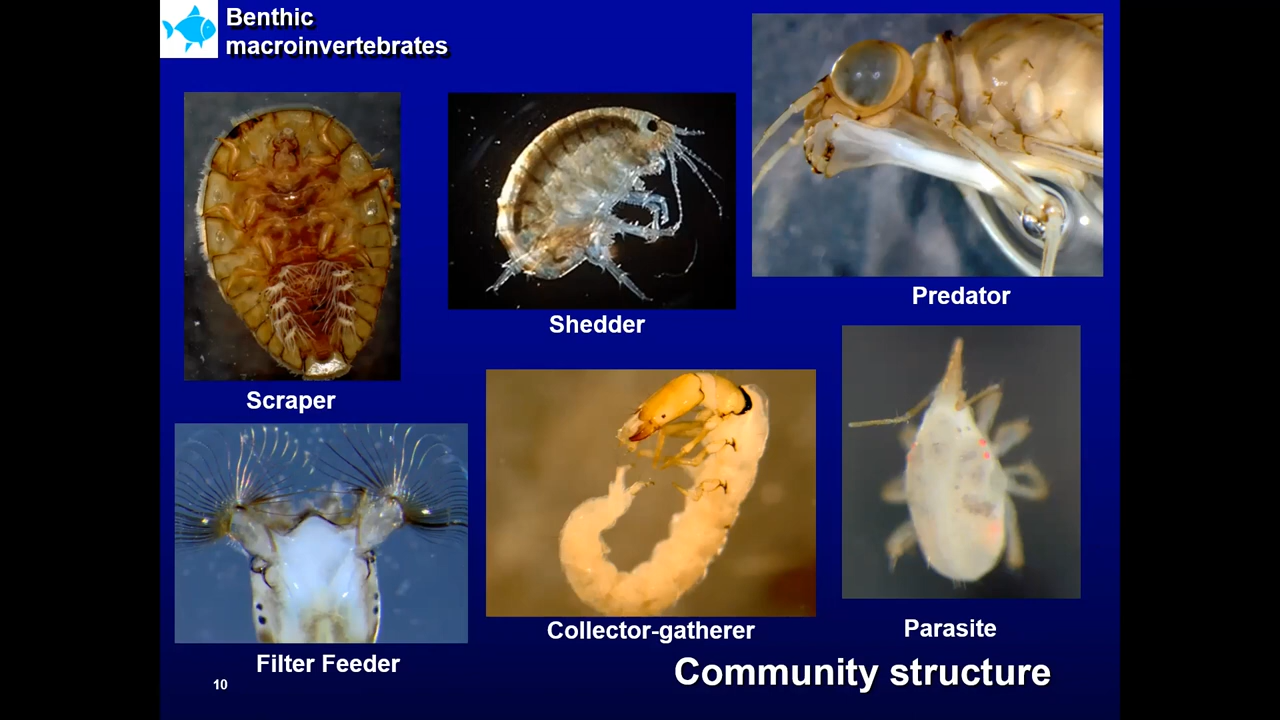 Benthic
macroinvertebrates
Predator
Shedder
Scraper
Collector-gatherer
Parasite
Filter Feeder
Community structure
10